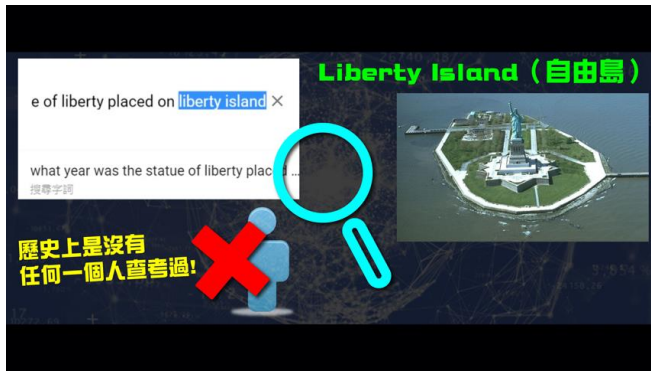 Liberty Island（自由島）
e of liberty placed on liberty island ×
what year was the statue of liberty placed ...
搜尋字詞
歷史上是沒有
任何一個人查考過!